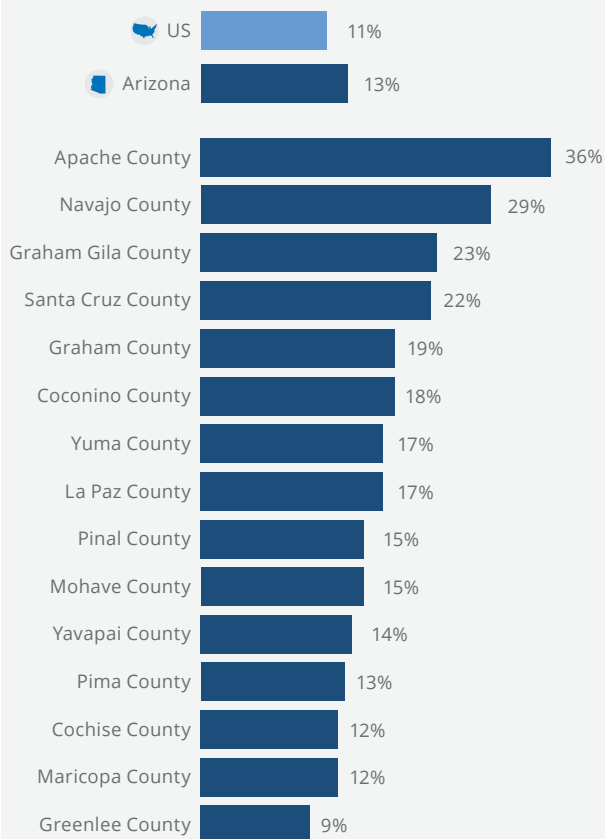 US 11%
Arizona 13%
Apache County 36%
Navajo County 29%
Graham Gila County 23%
Santa Cruz County 22%
Graham County 19%
Coconino County 18%
Yuma County 17%
La Paz County 17%
Pinal County 15%
Mohave County 15%
Yavapai County 14%
Pima County 13%
Cochise County 12%
Maricopa County 12%
Greenlee County 9%